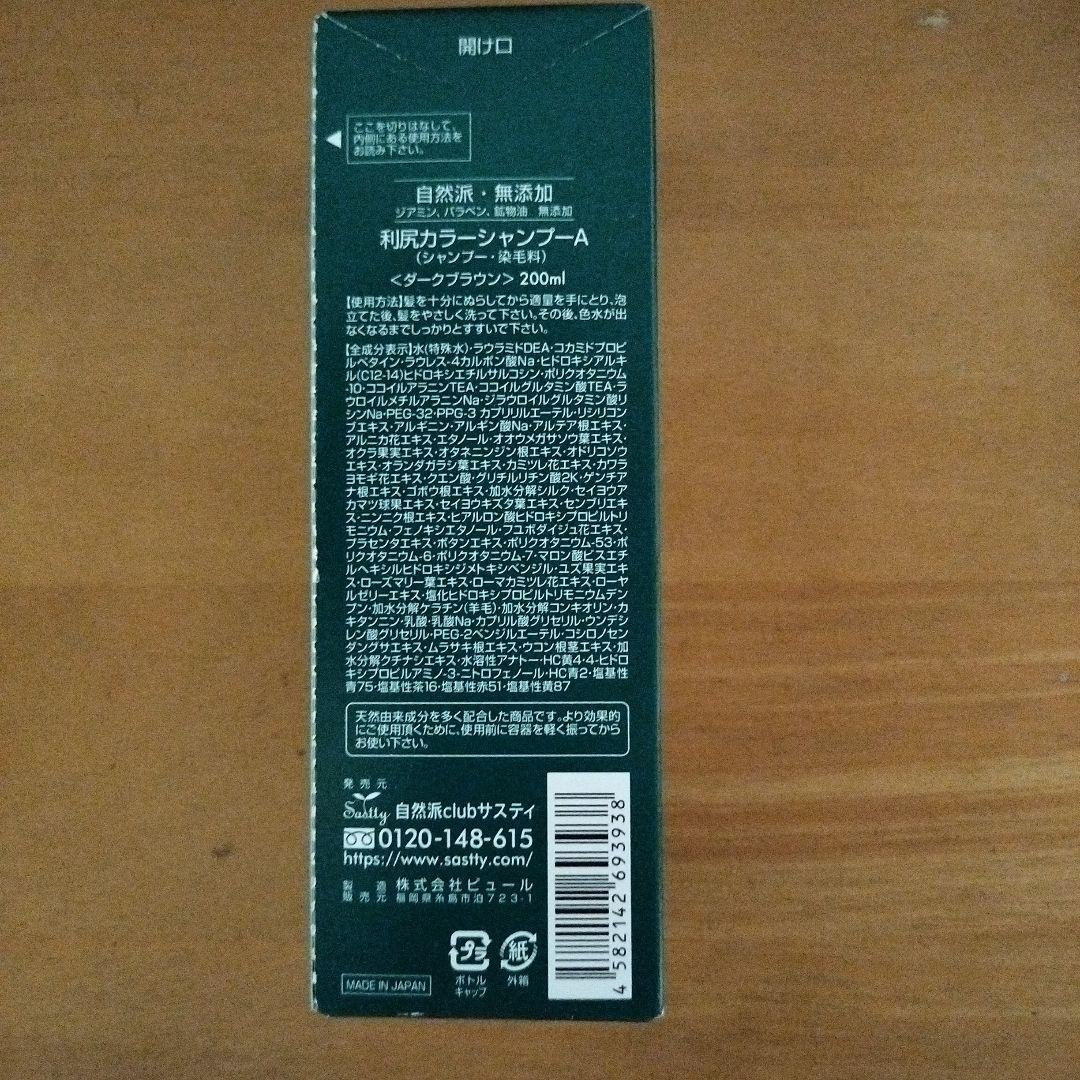 開け口
ここを切りはなして、
内側にある使用方法を
お読み下さい。
自然派・無添加
ジアミン、パラベン、鉱物油 無添加
利尻カラーシャンプーA
(シャンプー・染毛料)
<ダークブラウン> 200ml
【使用方法】髪を十分にぬらしてから適量を手にとり、泡
立てた後、髪をやさしく洗って下さい。その後、色水が出
なくなるまでしっかりとすすいで下さい。
【全成分表示】水(特殊水)・ラウラミドDEA・コカミドプロピ
ルベタイン・ラウレス-4カルボン酸Na・ヒドロキシアルキ
ル(C12-14)ヒドロキシエチルサルコシン・ポリクオタニウム
-10・ココイルアラニンTEA・ココイルグルタミン酸TEA・ラ
ウロイルメチルアラニンNa・ジラウロイルグルタミン酸リ
シンNa・PEG-32・PPG-3 カプリリルエーテル・リシリコン
ブエキス・アルギニン・アルギン酸Na・アルテア根エキス・
アルニカ花エキス・エタノール・オオウメガサソウ葉エキス・
オクラ果実エキス・オタネニンジン根エキス・オドリコソウ
エキス・オランダガラシ葉エキス・カミツレ花エキス・カワラ
ヨモギ花エキス・クエン酸・グリチルリチン酸2K・ゲンチア
ナ根エキス・ゴボウ根エキス・加水分解シルク・セイヨウア
カマツ球果エキス・セイヨウキズタ葉エキス・センブリエキ
ス・ニンニク根エキス・ヒアルロン酸ヒドロキシプロピルトリ
モニウム・フェノキシエタノール・フユボダイジュ花エキス・
プラセンタエキス・ボタンエキス・ポリクオタニウム-53・ポ
リクオタニウム-6・ポリクオタニウム-7・マロン酸ビスエチ
ルヘキシルヒドロキシジメトキシベンジル・ユズ果実エキ
ス・ローズマリー葉エキス・ローマカミツレ花エキス・ローヤ
ルゼリーエキス・塩化ヒドロキシプロピルトリモニウムデン
プン・加水分解ケラチン(羊毛)・加水分解コンキオリン・カ
キタンニン・乳酸・乳酸Na・カプリル酸グリセリル・ウンデシ
レン酸グリセリル・PEG-2ベンジルエーテル・コシロノセン
ダングサエキス・ムラサキ根エキス・ウコン根茎エキス・加
水分解クチナシエキス・水溶性アナトー・HC黄4・4-ヒドロ
キシプロピルアミノ-3-ニトロフェノール・HC青2・塩基性
青75・塩基性茶16・塩基性赤51・塩基性黄87
天然由来成分を多く配合した商品です。より効果的
にご使用頂くために、使用前に容器を軽く振ってから
お使い下さい。
発売元
Sastty 自然派clubサスティ
0120-148-615
https://www.sastty.com/
製造 株式会社ピュール
販売元 福岡県糸島市泊723-1
プラ 紙
ボトル 外箱
キャップ
MADE IN JAPAN
4 582142 693938